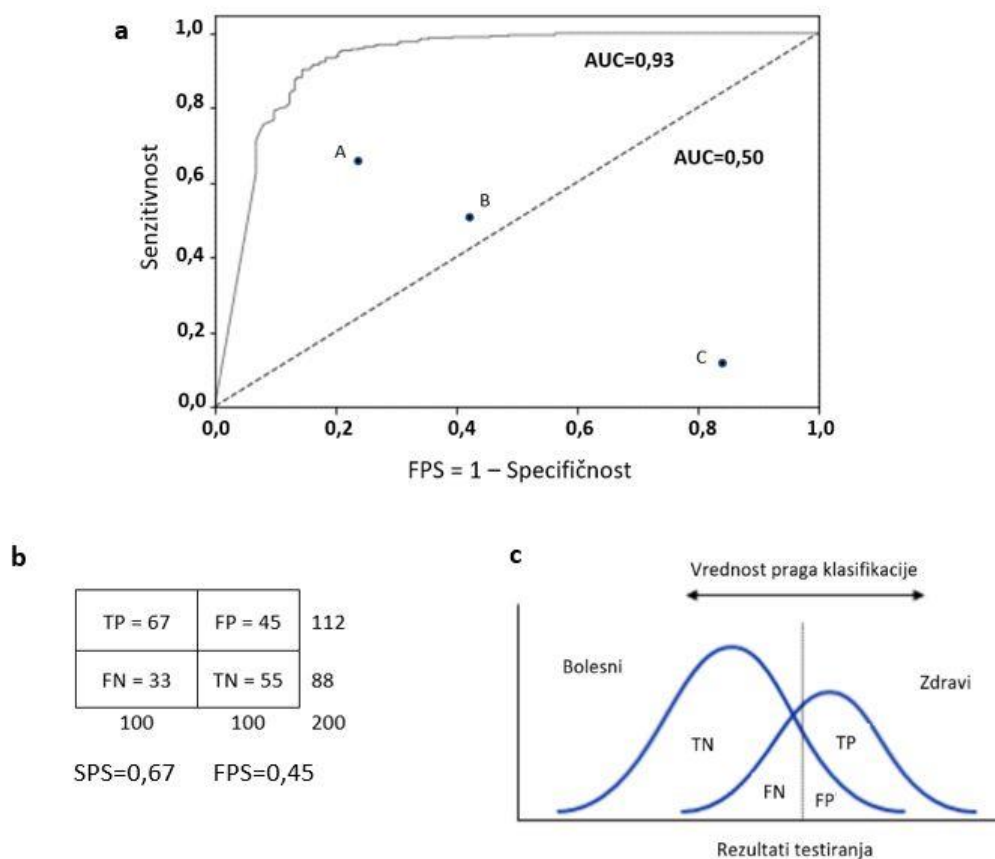 a
1,0
0,8
0,6
0,4
0,2
0,0
Senzitivnost
AUC=0,93
AUC=0,50
A
B
C
0,0 0,2 0,4 0,6 0,8 1,0
FPS = 1 – Specifičnost
b
TP = 67 FP = 45 112
FN = 33 TN = 55 88
100 100 200
SPS=0,67 FPS=0,45
c
Vrednost praga klasifikacije
Bolesni
Zdravi
TN
TP
FN
FP
Rezultati testiranja